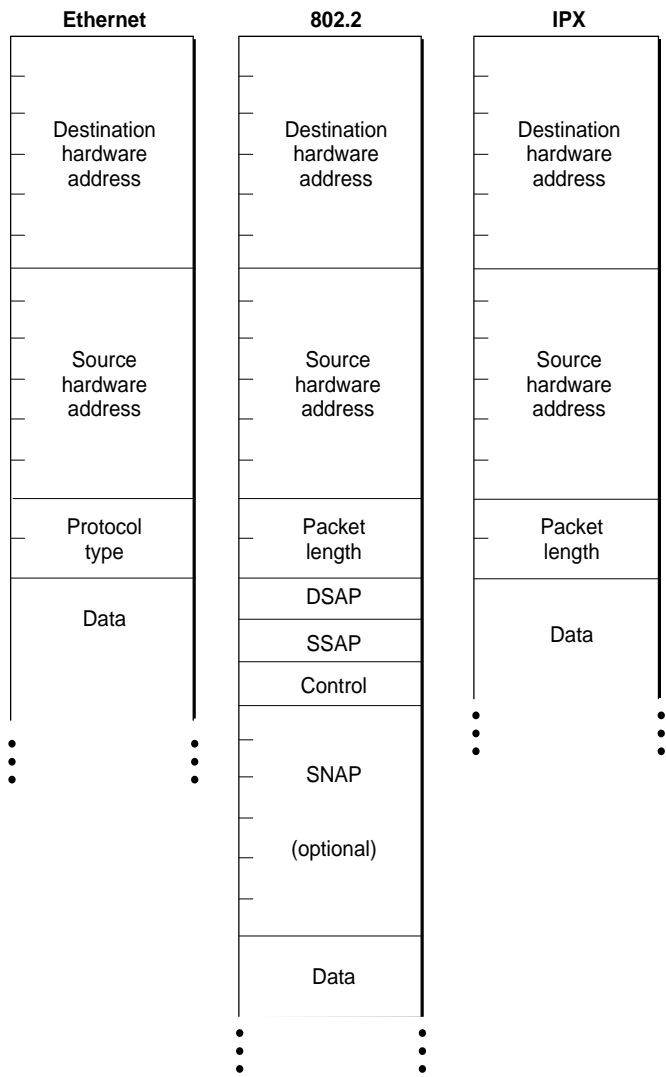 Ethernet
Destination
hardware
address
Source
hardware
address
Protocol
type
Data
802.2
Destination
hardware
address
Source
hardware
address
Packet
length
DSAP
SSAP
Control
SNAP
(optional)
Data
IPX
Destination
hardware
address
Source
hardware
address
Packet
length
Data